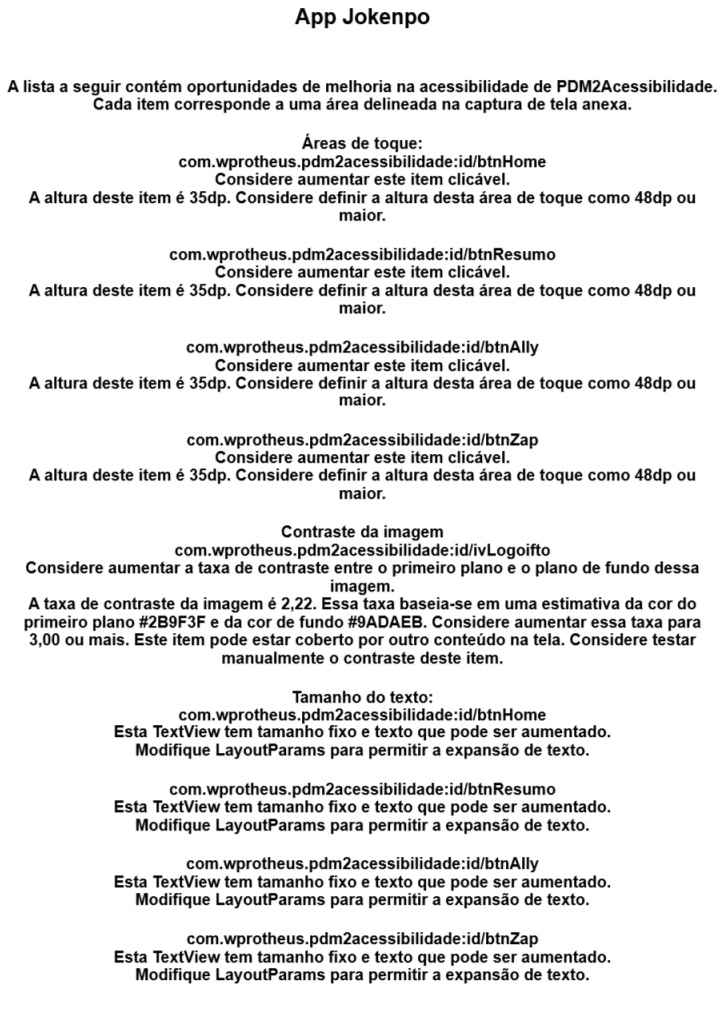 App Jokenpo
A lista a seguir contém oportunidades de melhoria na acessibilidade de PDM2Acessibilidade.
Cada item corresponde a uma área delineada na captura de tela anexa.
Áreas de toque:
com.wprotheus.pdm2acessibilidade:id/btnHome
Considere aumentar este item clicável.
A altura deste item é 35dp. Considere definir a altura desta área de toque como 48dp ou
maior.
com.wprotheus.pdm2acessibilidade:id/btnResumo
Considere aumentar este item clicável.
A altura deste item é 35dp. Considere definir a altura desta área de toque como 48dp ou
maior.
com.wprotheus.pdm2acessibilidade:id/btnAlly
Considere aumentar este item clicável.
A altura deste item é 35dp. Considere definir a altura desta área de toque como 48dp ou
maior.
com.wprotheus.pdm2acessibilidade:id/btnZap
Considere aumentar este item clicável.
A altura deste item é 35dp. Considere definir a altura desta área de toque como 48dp ou
maior.
Contraste da imagem
com.wprotheus.pdm2acessibilidade:id/ivLogoifto
Considere aumentar a taxa de contraste entre o primeiro plano e o plano de fundo dessa
imagem.
A taxa de contraste da imagem é 2,22. Essa taxa baseia-se em uma estimativa da cor do
primeiro plano #2B9F3F e da cor de fundo #9ADAEB. Considere aumentar essa taxa para
3,00 ou mais. Este item pode estar coberto por outro conteúdo na tela. Considere testar
manualmente o contraste deste item.
Tamanho do texto:
com.wprotheus.pdm2acessibilidade:id/btnHome
Esta TextView tem tamanho fixo e texto que pode ser aumentado.
Modifique LayoutParams para permitir a expansão de texto.
com.wprotheus.pdm2acessibilidade:id/btnResumo
Esta TextView tem tamanho fixo e texto que pode ser aumentado.
Modifique LayoutParams para permitir a expansão de texto.
com.wprotheus.pdm2acessibilidade:id/btnAlly
Esta TextView tem tamanho fixo e texto que pode ser aumentado.
Modifique LayoutParams para permitir a expansão de texto.
com.wprotheus.pdm2acessibilidade:id/btnZap
Esta TextView tem tamanho fixo e texto que pode ser aumentado.
Modifique LayoutParams para permitir a expansão de texto.